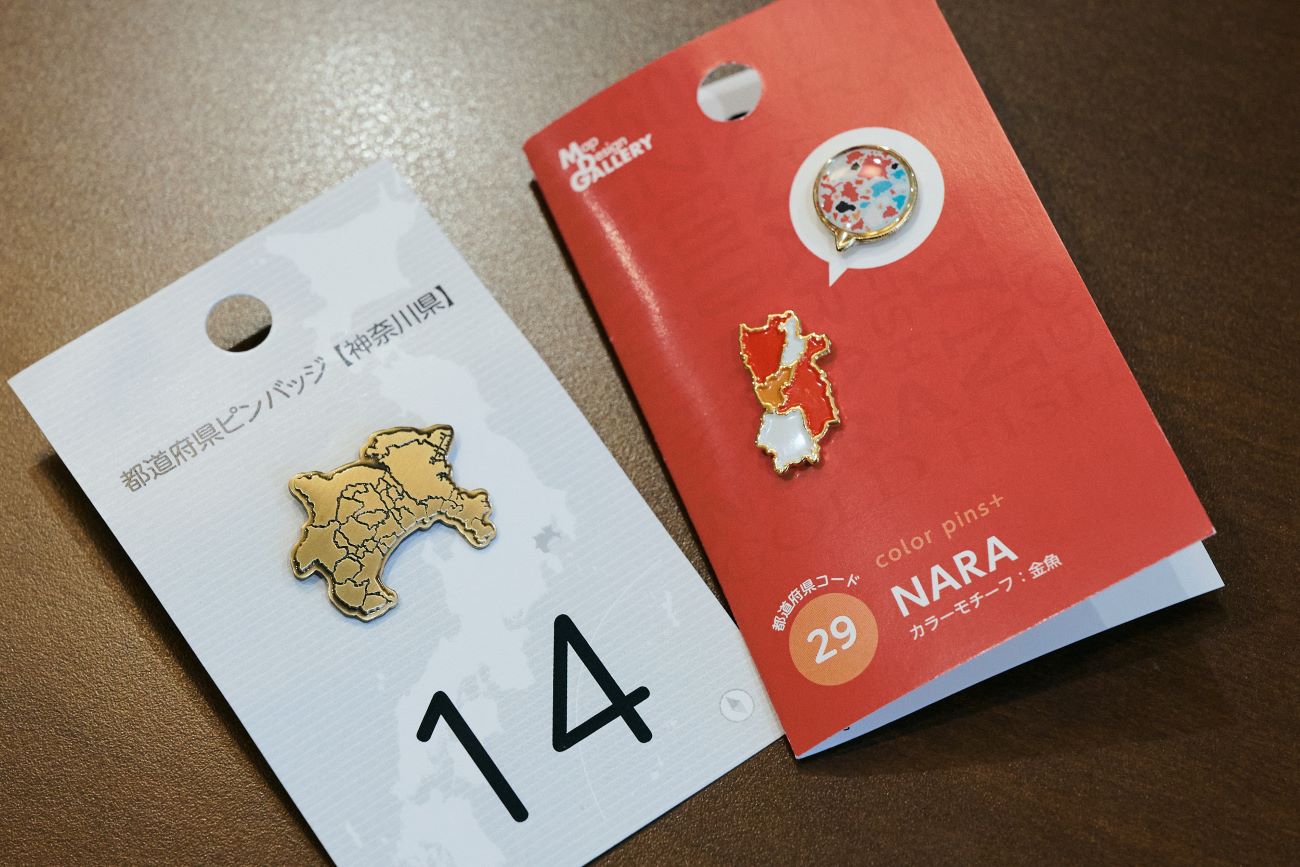 都道府県ピンバッジ【神奈川県】
14
Map
Design
GALLERY
color pins+
都道府県コード
29
NARA
カラーモチーフ：金魚